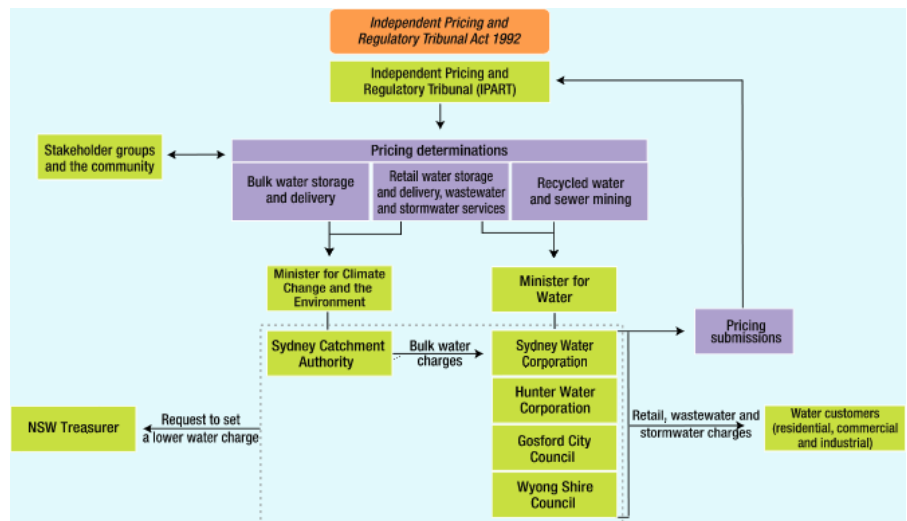 Independent Pricing and
Regulatory Tribunal Act 1992
Independent Pricing and
Regulatory Tribunal (IPART)
Stakeholder groups
and the community
Pricing determinations
Bulk water storage
and delivery
Retail water storage
and delivery, wastewater
and stormwater services
Recycled water
and sewer mining
Minister for Climate
Change and the
Environment
Minister for
Water
Pricing
submissions
Sydney Catchment
Authority
Bulk water
charges
Sydney Water
Corporation
Hunter Water
Corporation
Gosford City
Council
Wyong Shire
Council
NSW Treasurer
Request to set
a lower water charge
Retail, wastewater and
stormwater charges
Water customers
(residential, commercial
and industrial)